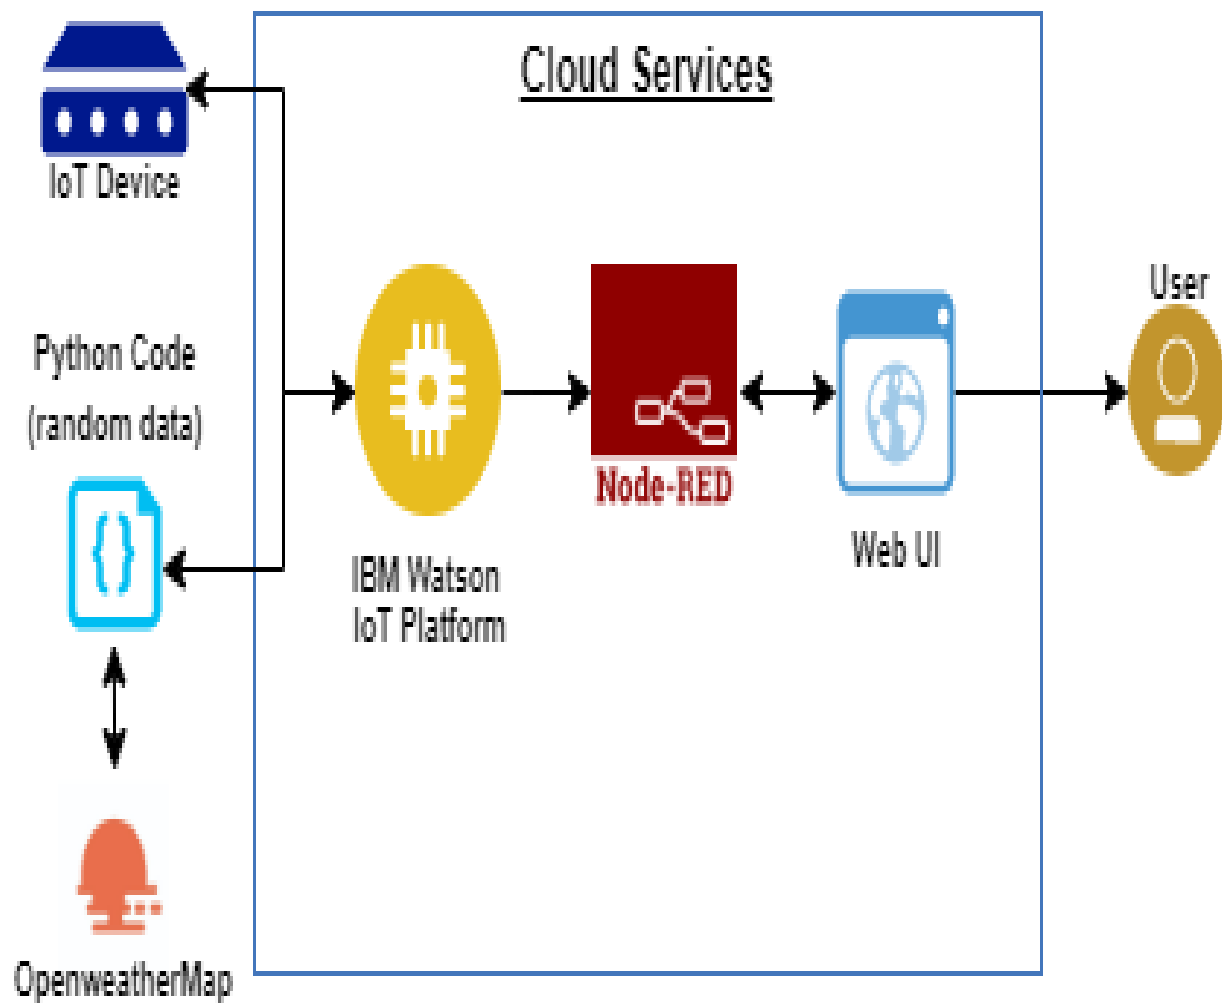 Cloud Services
IoT Device
User
Python Code
(random data)
Node-RED
Web UI
IBM Watson
IoT Platform
OpenweatherMap